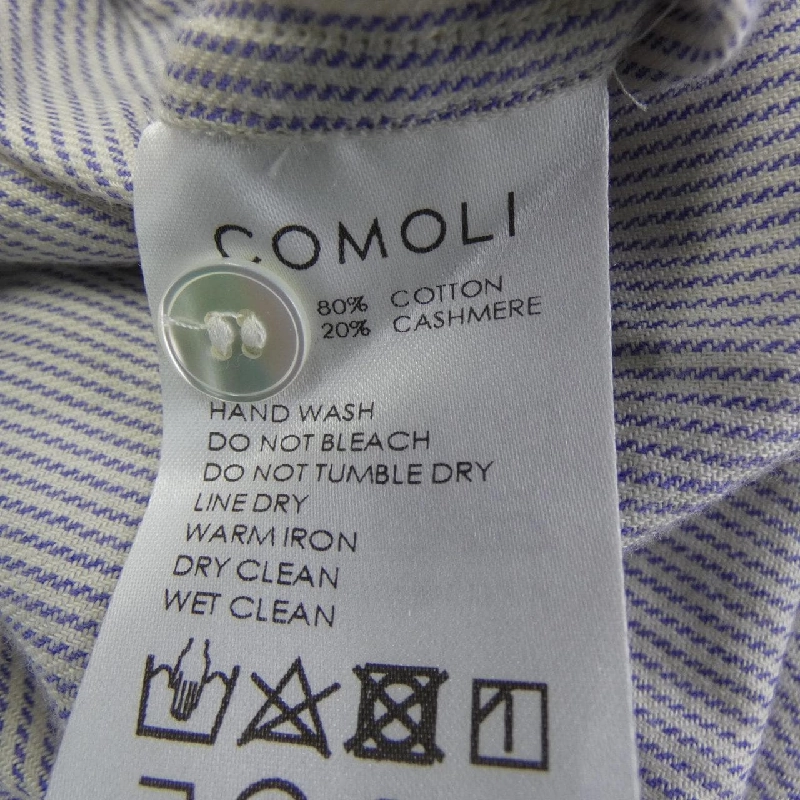 COMOLI
80% COTTON
20% CASHMERE
HAND WASH
DO NOT BLEACH
DO NOT TUMBLE DRY
LINE DRY
WARM IRON
DRY CLEAN
WET CLEAN